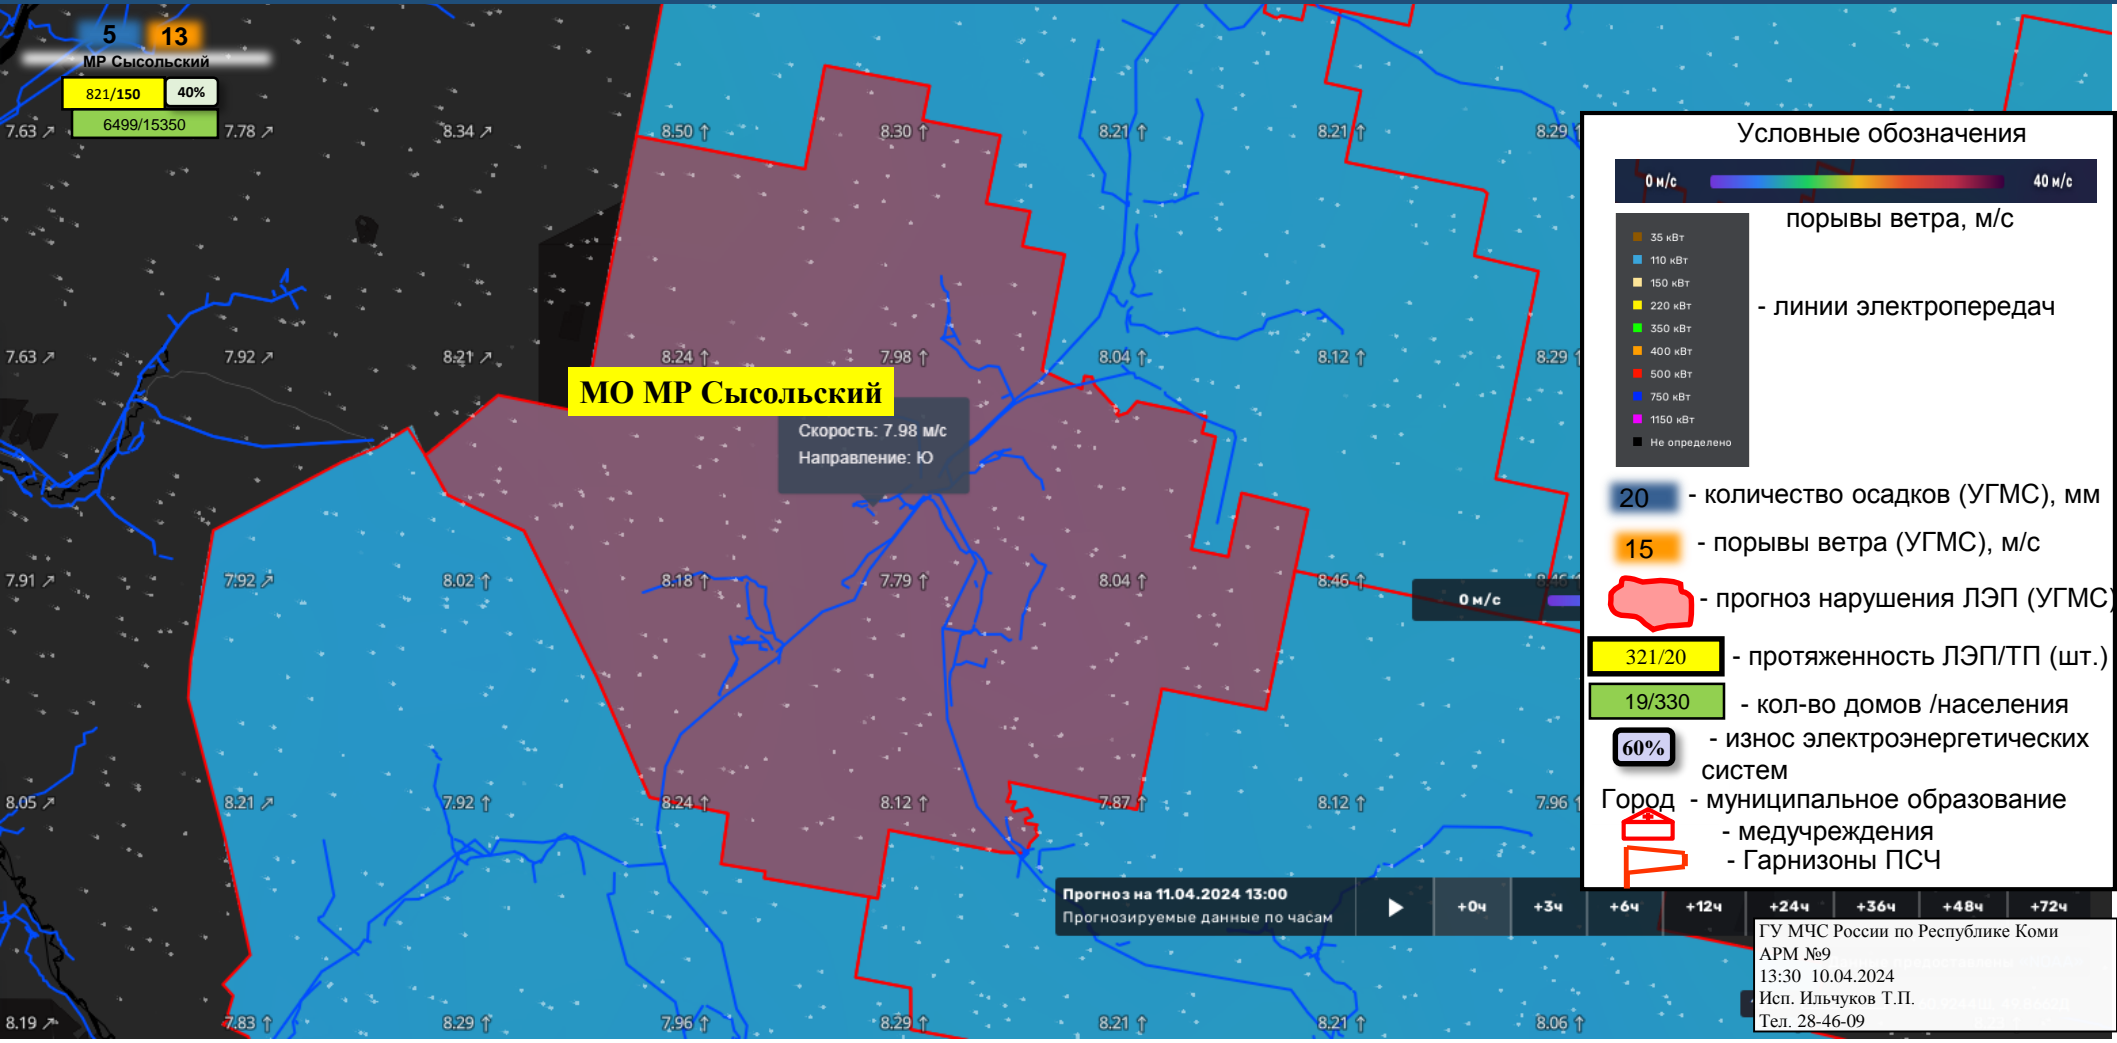 5 13
МР Сысольский
821/150 40%
6499/15350
7.63 ↗ 7.78 ↗ 8.34 ↗ 8.50 ↑ 8.30 ↑ 8.21 ↑ 8.21 ↑ 8.29
7.63 ↗ 7.92 ↗ 8.21 ↗ 8.24 ↑ 7.98 ↑ 8.04 ↑ 8.12 ↑ 8.29
МО МР Сысольский
Скорость: 7.98 м/с
Направление: Ю
7.91 ↗ 7.92 ↗ 8.02 ↑ 8.18 ↑ 7.79 ↑ 8.04 ↑ 8.46 ↑ 8.46
0 м/с
8.05 ↗ 8.21 ↗ 7.92 ↑ 8.24 ↑ 8.12 ↑ 7.87 ↑ 8.12 ↑ 7.96
8.19 ↗ 7.83 ↑ 8.29 ↑ 7.96 ↑ 8.29 ↑ 8.21 ↑ 8.21 ↑ 8.06 ↑
Условные обозначения
0 м/с 40 м/с
порывы ветра, м/с
35 кВт
110 кВт
150 кВт
220 кВт
350 кВт
400 кВт
500 кВт
750 кВт
1150 кВт
Не определено
- линии электропередач
20 - количество осадков (УГМС), мм
15 - порывы ветра (УГМС), м/с
- прогноз нарушения ЛЭП (УГМС)
321/20 - протяженность ЛЭП/ТП (шт.)
19/330 - кол-во домов /населения
60% - износ электроэнергетических
систем
Город - муниципальное образование
- медучреждения
- Гарнизоны ПСЧ
Прогноз на 11.04.2024 13:00
Прогнозируемые данные по часам
+0ч +3ч +6ч +12ч +24ч +36ч +48ч +72ч
ГУ МЧС России по Республике Коми
АРМ №9
13:30 10.04.2024
Исп. Ильчуков Т.П.
Тел. 28-46-09